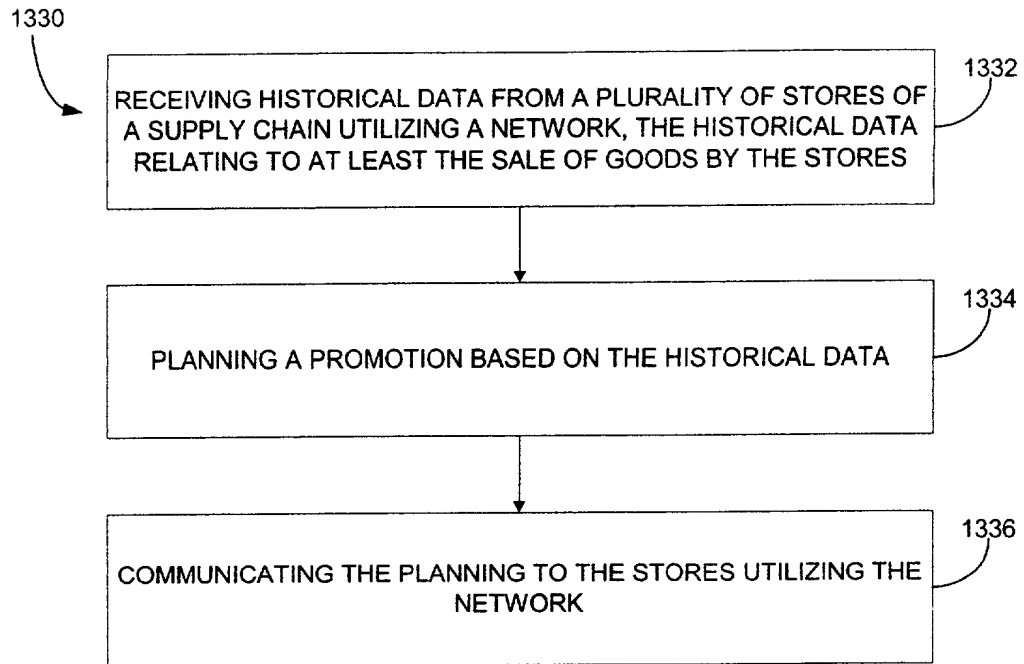 1330
1332
RECEIVING HISTORICAL DATA FROM A PLURALITY OF STORES OF
A SUPPLY CHAIN UTILIZING A NETWORK, THE HISTORICAL DATA
RELATING TO AT LEAST THE SALE OF GOODS BY THE STORES
1334
PLANNING A PROMOTION BASED ON THE HISTORICAL DATA
1336
COMMUNICATING THE PLANNING TO THE STORES UTILIZING THE
NETWORK